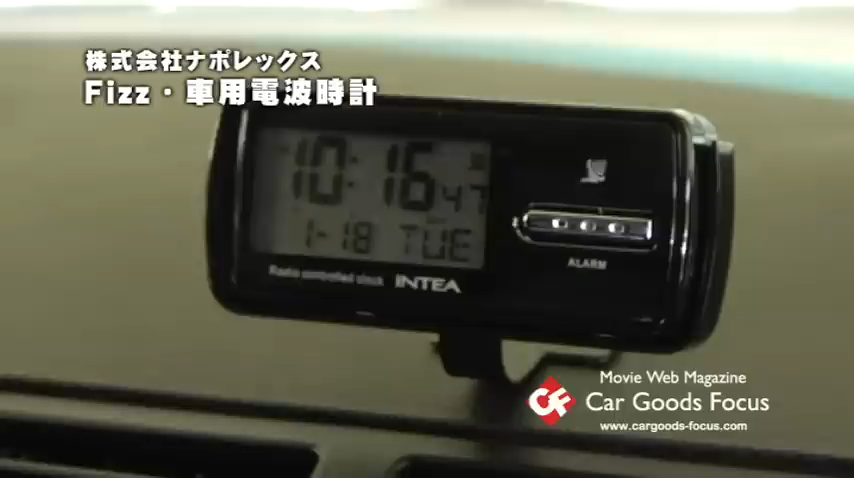 株式会社ナポレックス
Fizz・車用電波時計
10:16 47
1-18 TUE
Radio controlled clock INTEA
ALARM
Movie Web Magazine
CF Car Goods Focus
www.cargoods-focus.com